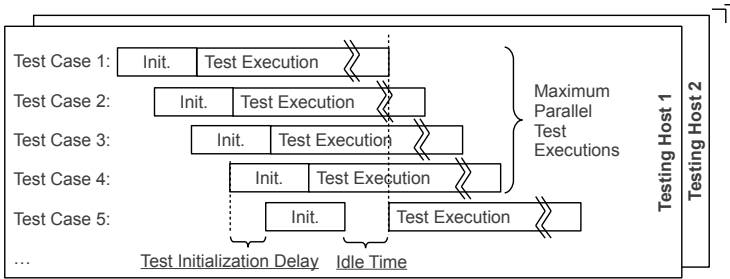 Test Case 1: Init. Test Execution
Test Case 2: Init. Test Execution
Test Case 3: Init. Test Execution
Test Case 4: Init. Test Execution
Test Case 5: Init. Test Execution
…
Test Initialization Delay Idle Time
Maximum
Parallel
Test
Executions
Testing Host 1
Testing Host 2